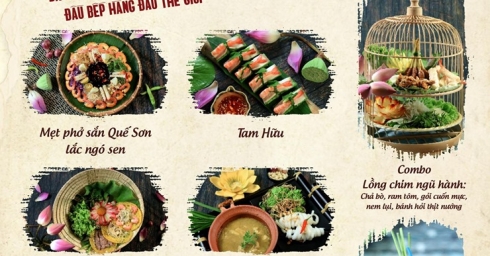 ĐẦU BẾP HÀNG ĐẦU THẾ GIỚI
Mẹt phở sắn Quế Sơn
lắc ngó sen
Tam Hữu
Combo
Lồng chim ngũ hành:
Chả bò, ram tôm, gỏi cuốn mực,
nem lụi, bánh hỏi thịt nướng